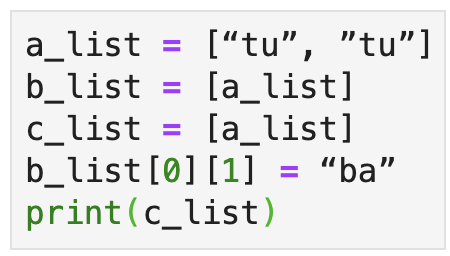 a_list = [“tu”, ”tu”]
b_list = [a_list]
c_list = [a_list]
b_list[0][1] = “ba”
print(c_list)